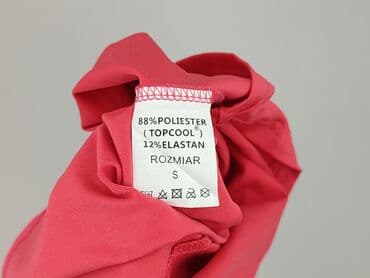 88%POLIESTER
(TOPCOOL®)
12%ELASTAN
ROZMIAR
S